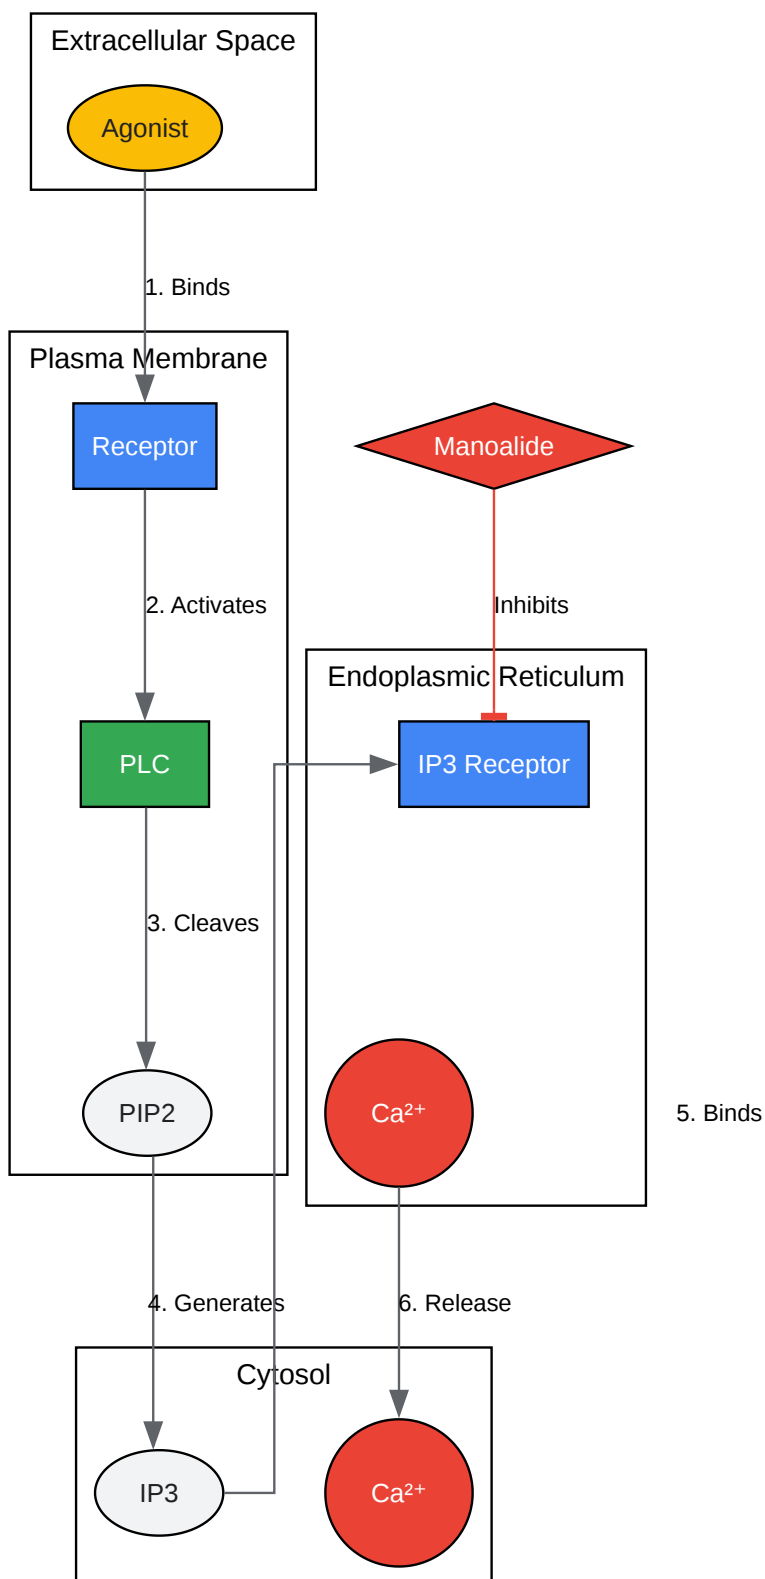 Extracellular Space
Agonist
1. Binds
Plasma Membrane
Receptor
Manoalide
2. Activates
Inhibits
Endoplasmic Reticulum
PLC
IP3 Receptor
3. Cleaves
PIP2
Ca²⁺
5. Binds
4. Generates
6. Release
Cytosol
IP3
Ca²⁺